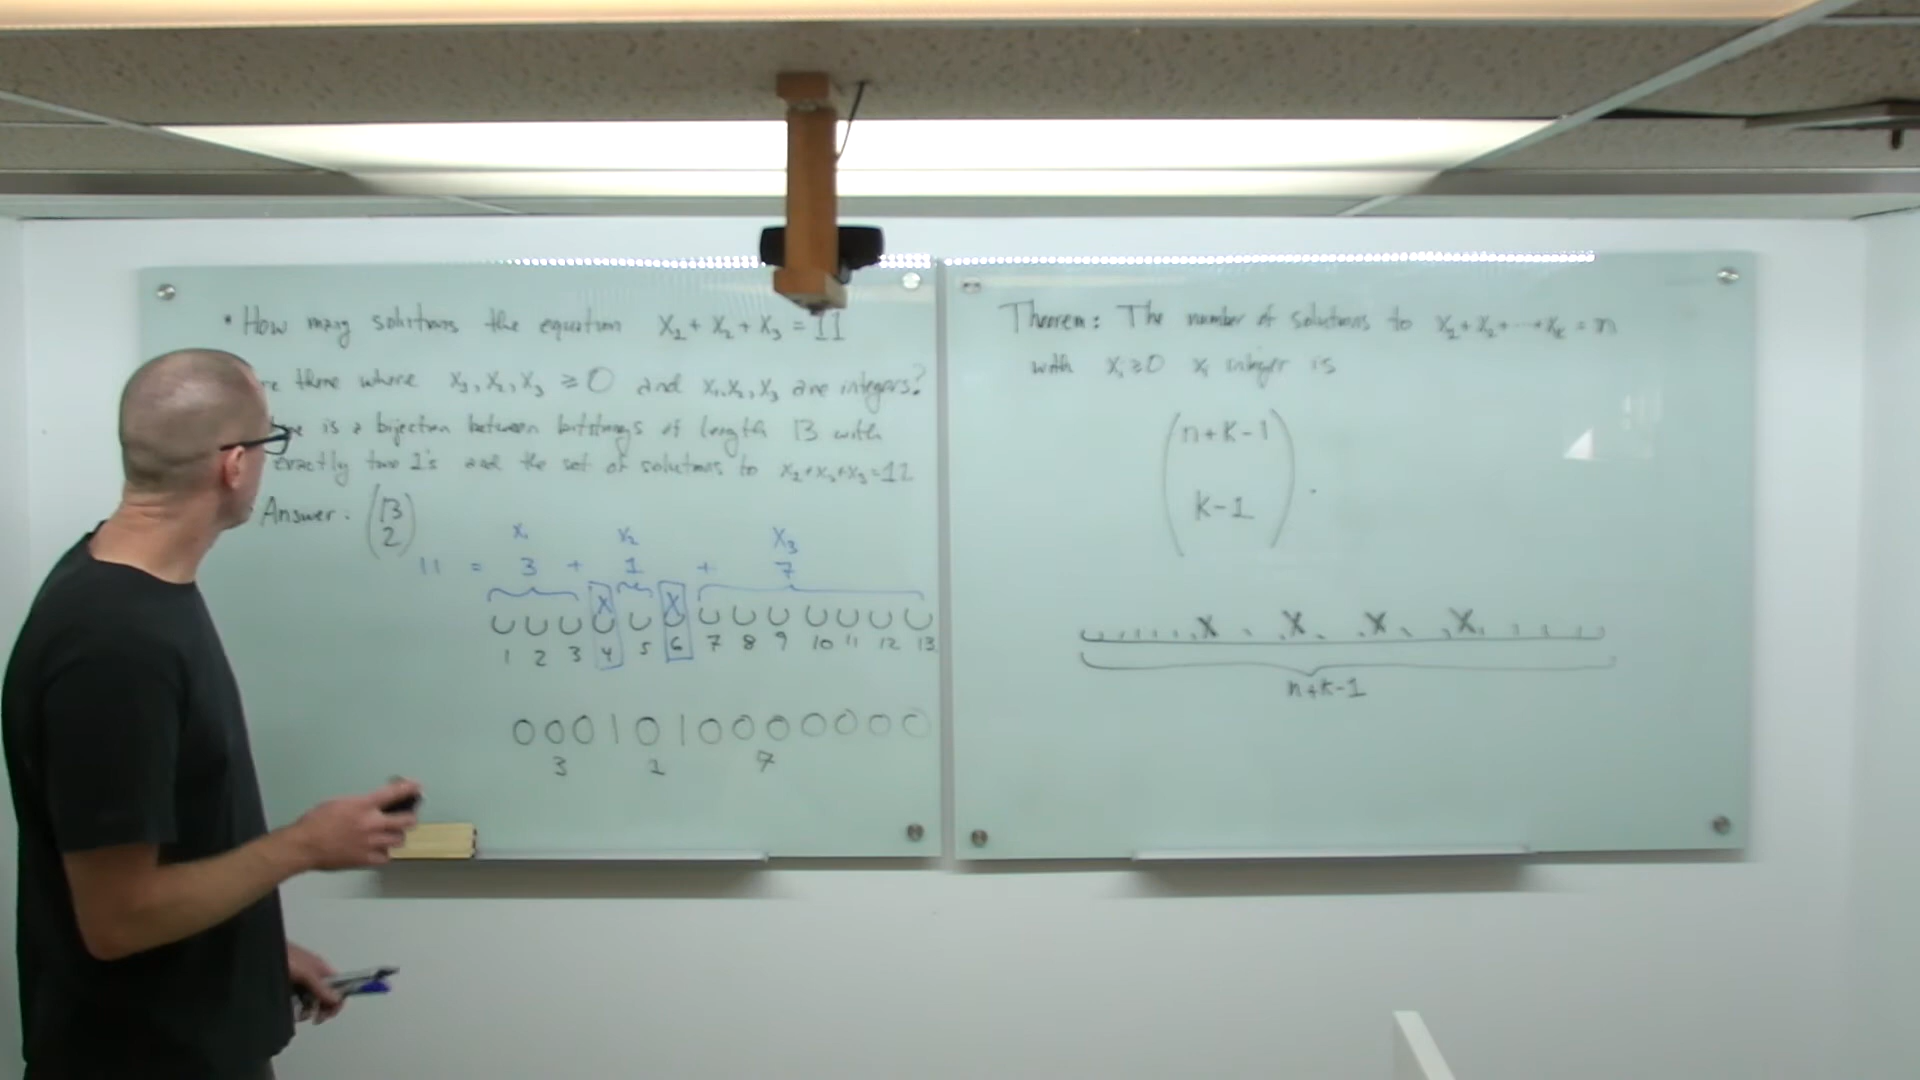 • How many solutions the equation x₁ + x₂ + x₃ = 11
re there where x₁, x₂, x₃ ≥ 0 and x₁, x₂, x₃ are integers?
re is a bijection between bitstrings of length 13 with
exactly two 1's and the set of solutions to x₁+x₂+x₃=11
Answer: (13 2)
x₁ x₂ x₃
11 = 3 + 1 + 7
X X
1 2 3 4 5 6 7 8 9 10 11 12 13
0 0 0 1 0 1 0 0 0 0 0 0 0
3 1 7
Theorem: The number of solutions to x₁+x₂+⋯+xₖ = n
with xᵢ ≥ 0 xᵢ integer is
(n+k-1
k-1).
X X X X
n+k-1